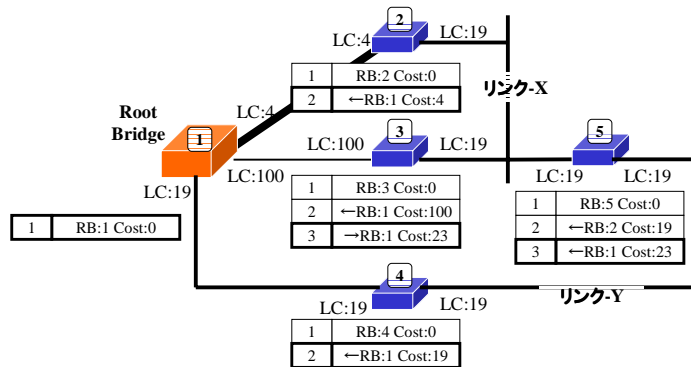 2
LC:19
LC:4
1 RB:2 Cost:0
2 ←RB:1 Cost:4
リンク-X
Root
Bridge
LC:4
1
3
5
LC:100
LC:19
LC:100
LC:19
LC:19
LC:19
1 RB:3 Cost:0
2 ←RB:1 Cost:100
3 →RB:1 Cost:23
1 RB:5 Cost:0
2 ←RB:2 Cost:19
3 ←RB:1 Cost:23
1 RB:1 Cost:0
4
LC:19
LC:19
リンク-Y
1 RB:4 Cost:0
2 ←RB:1 Cost:19